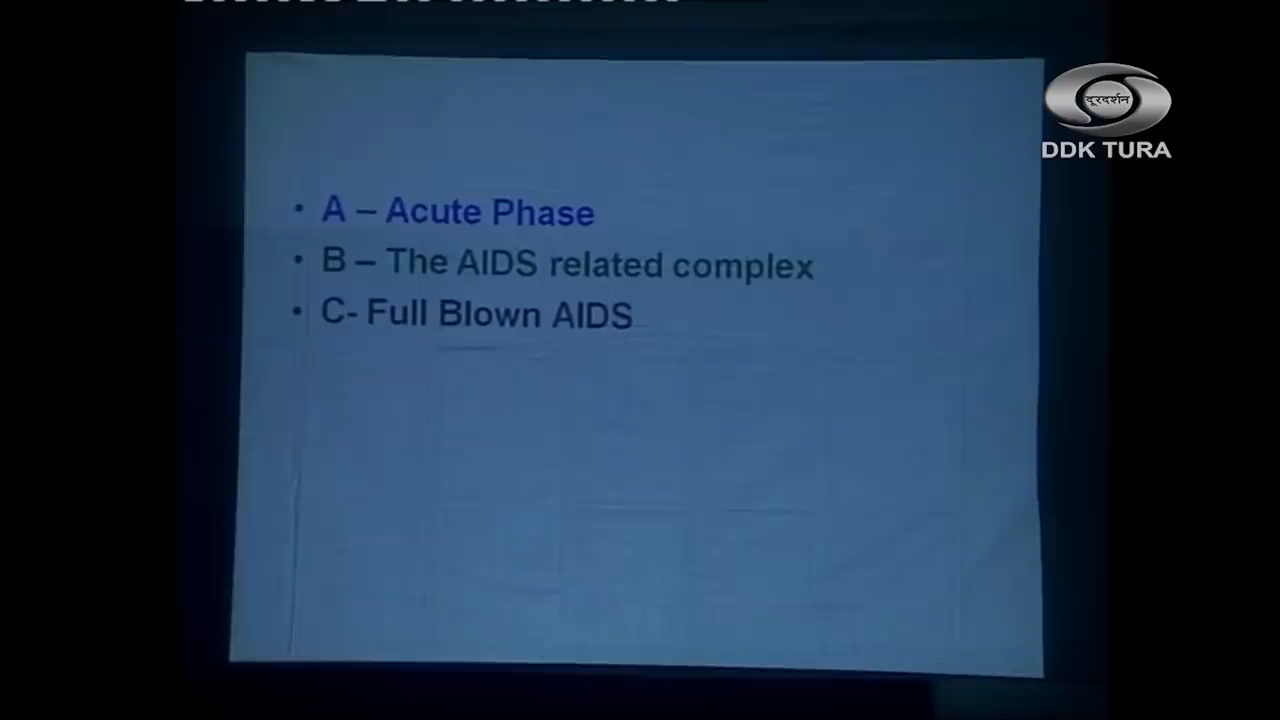 दूरदर्शन
DDK TURA
• A – Acute Phase
• B – The AIDS related complex
• C- Full Blown AIDS